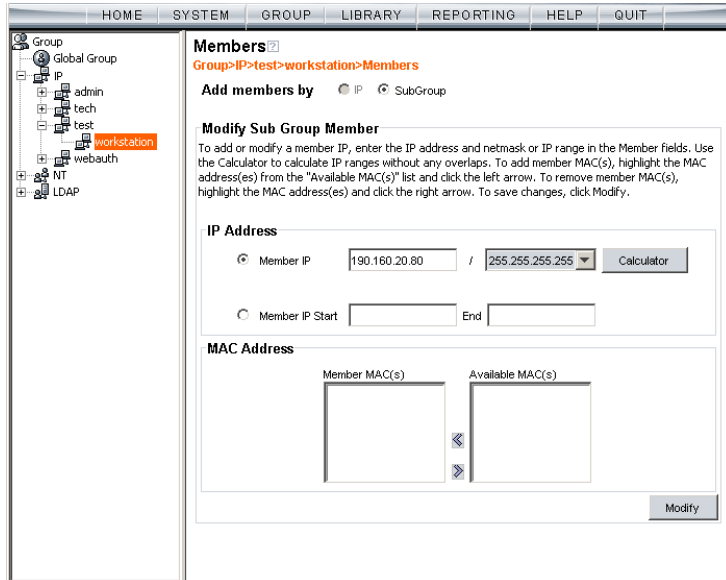 HOME SYSTEM GROUP LIBRARY REPORTING HELP QUIT
Group
Global Group
IP
admin
tech
test
workstation
webauth
NT
LDAP
Members?
Group>IP>test>workstation>Members
Add members by IP SubGroup
Modify Sub Group Member
To add or modify a member IP, enter the IP address and netmask or IP range in the Member fields. Use
the Calculator to calculate IP ranges without any overlaps. To add member MAC(s), highlight the MAC
address(es) from the "Available MAC(s)" list and click the left arrow. To remove member MAC(s),
highlight the MAC address(es) and click the right arrow. To save changes, click Modify.
IP Address
Member IP 190.160.20.80 / 255.255.255.255 Calculator
Member IP Start End
MAC Address
Member MAC(s) Available MAC(s)
Modify